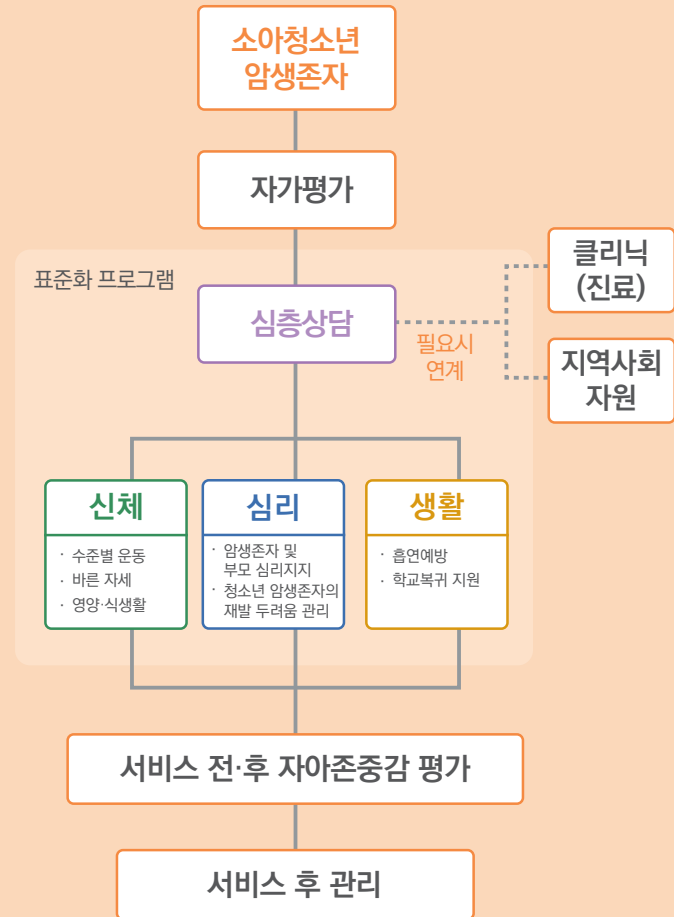 소아청소년
암생존자
자가평가
표준화 프로그램
심층상담
필요시
연계
클리닉
(진료)
지역사회
자원
신체
· 수준별 운동
· 바른 자세
· 영양·식생활
심리
· 암생존자 및
부모 심리지지
· 청소년 암생존자의
재발 두려움 관리
생활
· 흡연예방
· 학교복귀 지원
서비스 전·후 자아존중감 평가
서비스 후 관리